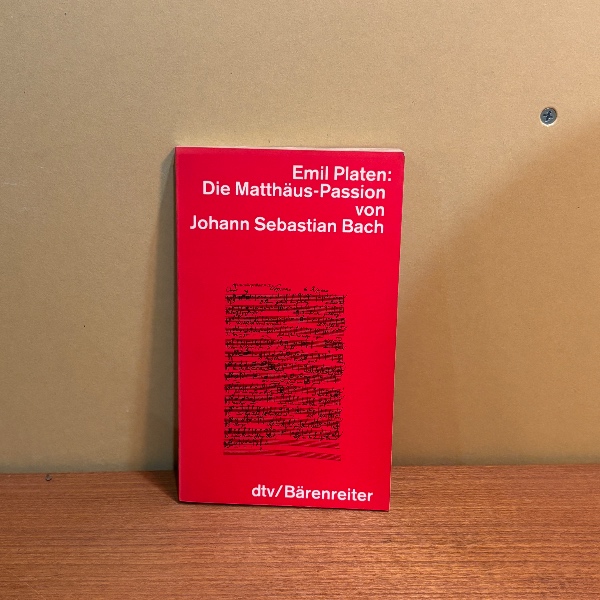 Emil Platen:
Die Matthäus-Passion
von
Johann Sebastian Bach
dtv/Bärenreiter